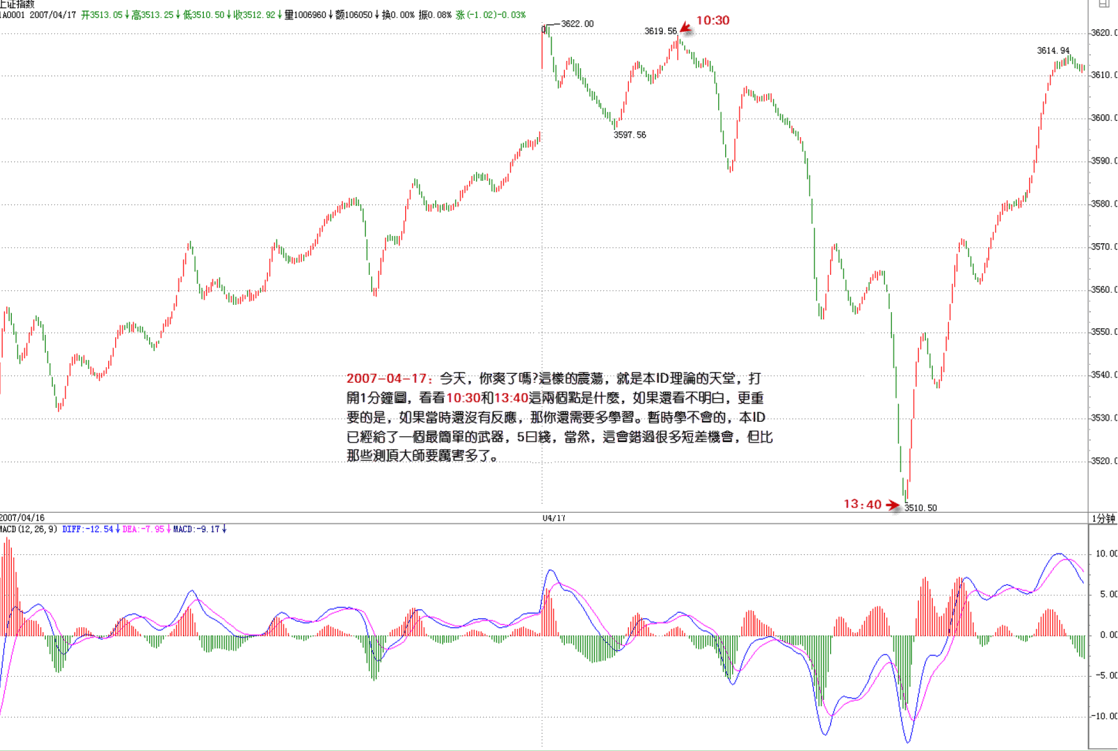 上证指数
1A0001 2007/04/17 开3513.05↓高3513.25↓低3510.50↓收3512.92↓量1006960↓额106050↓换0.00% 振0.08% 涨(-1.02)-0.03%
3622.00
10:30
3619.56
3614.94
3597.56
3620.0
3610.0
3600.0
3590.0
3580.0
3570.0
3560.0
3550.0
3540.0
3530.0
3520.0
2007-04-17：今天，你爽了嗎?這樣的震蕩，就是本ID理論的天堂，打
開1分鐘圖，看看10:30和13:40這兩個點是什麼，如果還看不明白，更重
要的是，如果當時還沒有反應，那你還需要多學習。暫時學不會的，本ID
已經給了一個最簡單的武器，5日綫，當然，這會錯過很多短差機會，但比
那些測頂大師要厲害多了。
13:40
3510.50
2007/04/16
04/17
1分钟
MACD(12,26,9) DIFF:-12.54↓DEA:-7.95↓MACD:-9.17↓
10.00
5.00
0.00
-5.00
-10.00